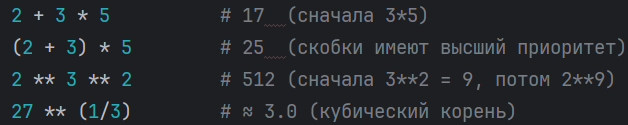 2 + 3 * 5 # 17 (сначала 3*5)
(2 + 3) * 5 # 25 (скобки имеют высший приоритет)
2 ** 3 ** 2 # 512 (сначала 3**2 = 9, потом 2**9)
27 ** (1/3) # ≈ 3.0 (кубический корень)